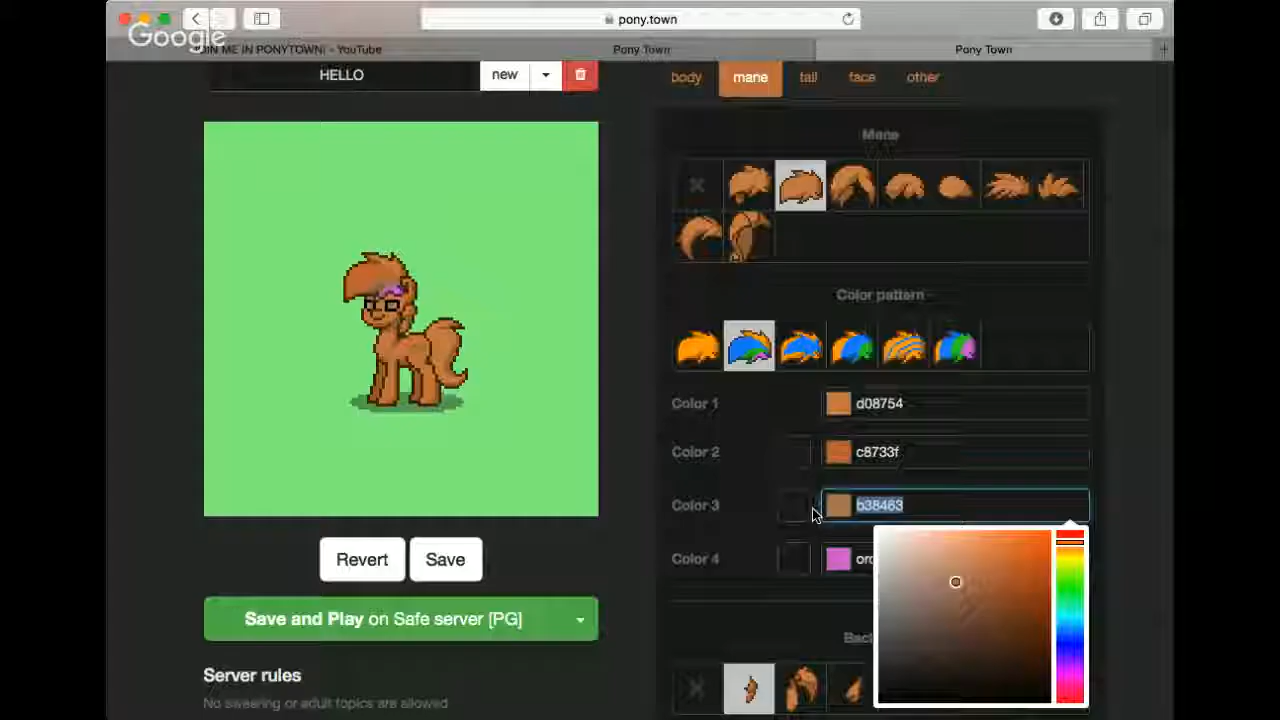 pony.town
Google
JOIN ME IN PONYTOWN! - YouTube
Pony Town
Pony Town
HELLO
new
body
mane
tail
face
other
Mane
Color pattern
Color 1
d08754
Color 2
c8733f
Color 3
b38463
Color 4
Revert
Save
Save and Play on Safe server [PG]
Server rules
No swearing or adult topics are allowed